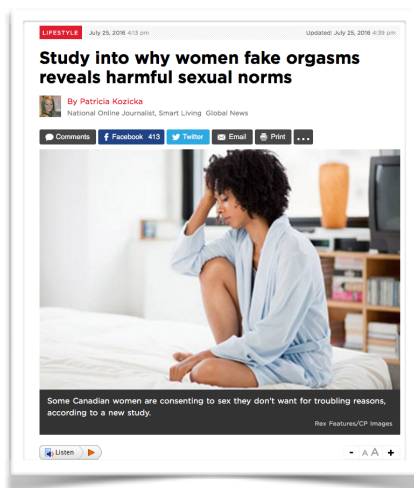 LIFESTYLE July 25, 2016 4:13 pm Updated: July 25, 2016 4:39 pm
Study into why women fake orgasms
reveals harmful sexual norms
By Patricia Kozicka
National Online Journalist, Smart Living Global News
Comments Facebook 413 Twitter Email Print ...
Some Canadian women are consenting to sex they don't want for troubling reasons,
according to a new study.
Rex Features/CP Images
Listen - A A +